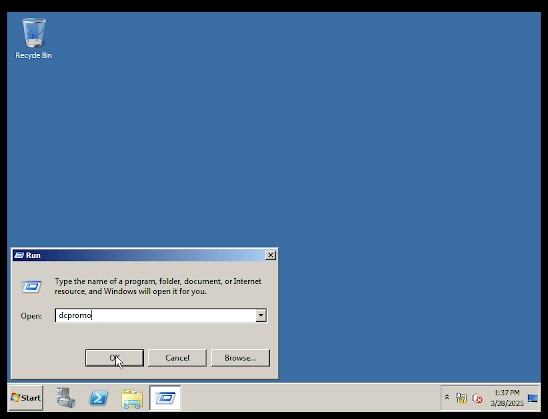 Recycle Bin
Run
Type the name of a program, folder, document, or Internet
resource, and Windows will open it for you.
Open:
dcpromo
OK
Cancel
Browse...
Start
1:37 PM
3/28/2025